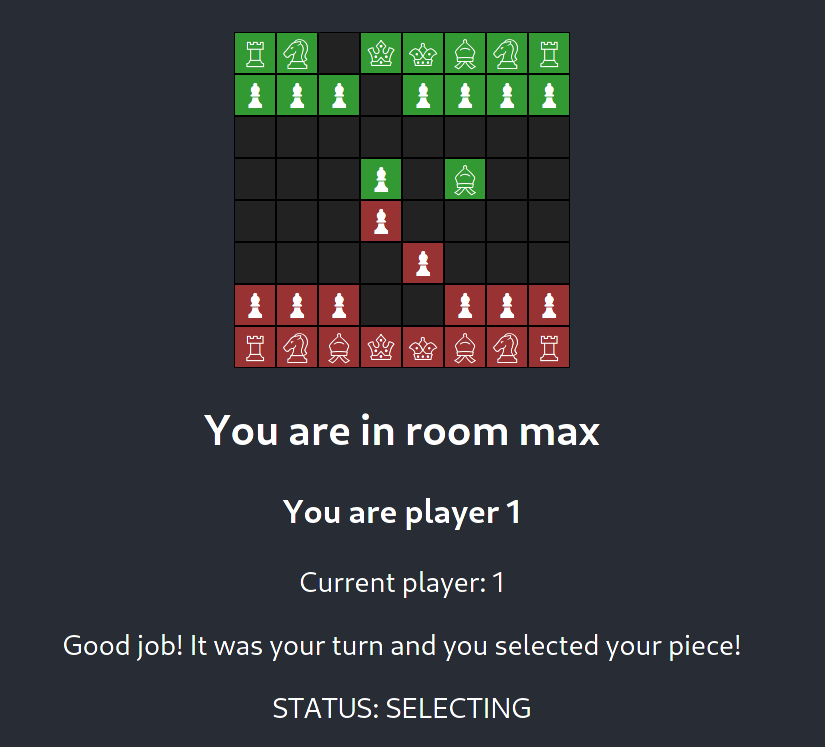 You are in room max
You are player 1
Current player: 1
Good job! It was your turn and you selected your piece!
STATUS: SELECTING